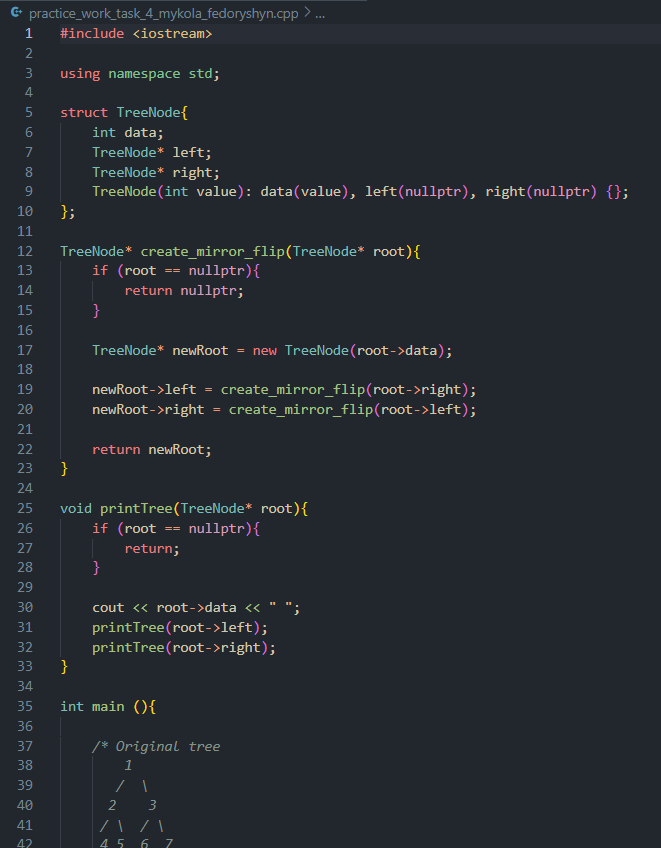 practice_work_task_4_mykola_fedoryshyn.cpp > ...
1 #include <iostream>
2
3 using namespace std;
4
5 struct TreeNode{
6     int data;
7     TreeNode* left;
8     TreeNode* right;
9     TreeNode(int value): data(value), left(nullptr), right(nullptr) {};
10 };
11
12 TreeNode* create_mirror_flip(TreeNode* root){
13     if (root == nullptr){
14         return nullptr;
15     }
16
17     TreeNode* newRoot = new TreeNode(root->data);
18
19     newRoot->left = create_mirror_flip(root->right);
20     newRoot->right = create_mirror_flip(root->left);
21
22     return newRoot;
23 }
24
25 void printTree(TreeNode* root){
26     if (root == nullptr){
27         return;
28     }
29
30     cout << root->data << " ";
31     printTree(root->left);
32     printTree(root->right);
33 }
34
35 int main (){
36
37     /* Original tree
38         1
39        /  \
40       2    3
41      / \  / \
42      4 5  6  7